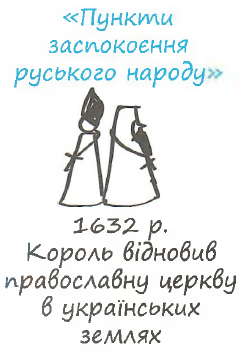 «Пункти
заспокоєння
руського народу»
1632 р.
Король відновив
православну церкву
в українських
землях